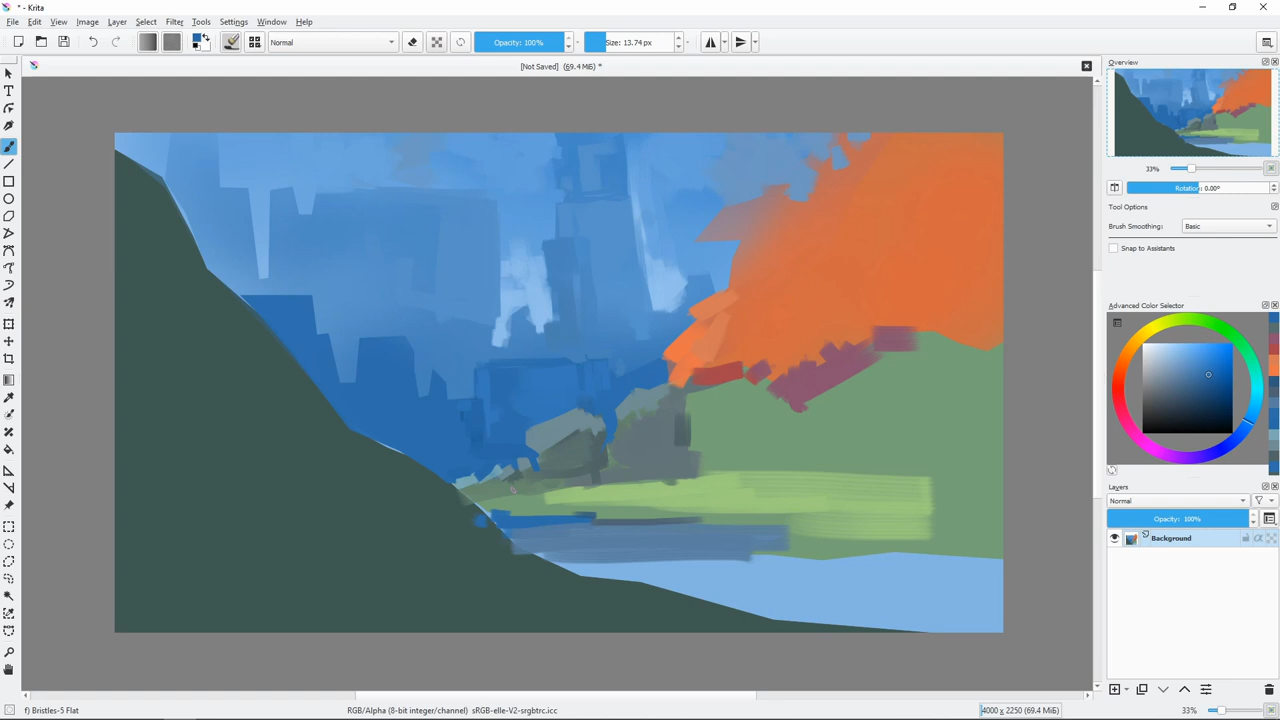 * - Krita
File Edit View Image Layer Select Filter Tools Settings Window Help
Normal Opacity: 100% Size: 13.74 px
[Not Saved] (69.4 MiB) *
Overview
33%
Rotation: 0.00°
Tool Options
Brush Smoothing: Basic
Snap to Assistants
Advanced Color Selector
Layers
Normal
Opacity: 100%
Background
f) Bristles-5 Flat RGB/Alpha (8-bit integer/channel) sRGB-elle-V2-srgbtrc.icc 4000 x 2250 (69.4 MiB) 33%